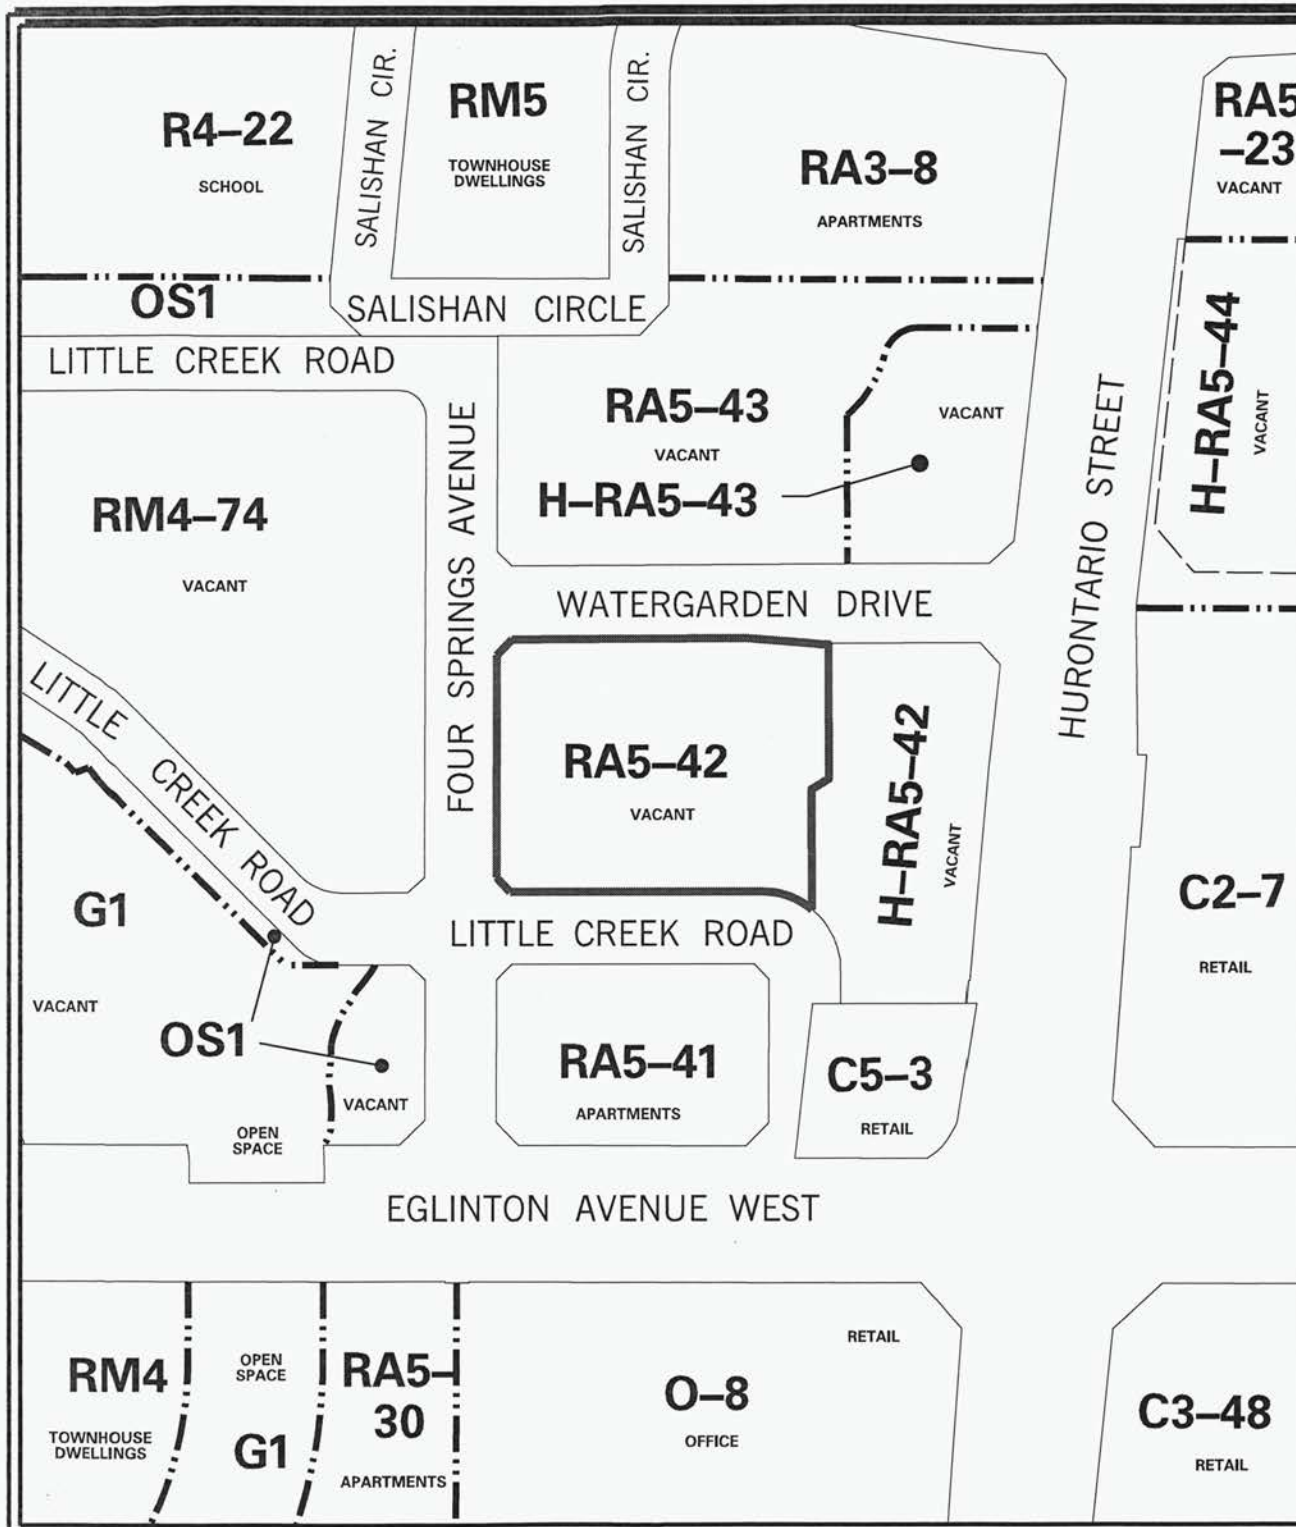 R4–22
SCHOOL
SALISHAN CIR.
RM5
TOWNHOUSE
DWELLINGS
SALISHAN CIR.
RA3–8
APARTMENTS
RA5
–23
VACANT
OS1
SALISHAN CIRCLE
LITTLE CREEK ROAD
RA5–43
VACANT
H–RA5–43
VACANT
H–RA5–44
VACANT
HURONTARIO STREET
RM4–74
VACANT
FOUR SPRINGS AVENUE
WATERGARDEN DRIVE
LITTLE CREEK ROAD
RA5–42
VACANT
H–RA5–42
VACANT
C2–7
RETAIL
G1
VACANT
LITTLE CREEK ROAD
OS1
VACANT
OPEN
SPACE
RA5–41
APARTMENTS
C5–3
RETAIL
EGLINTON AVENUE WEST
RM4
TOWNHOUSE
DWELLINGS
OPEN
SPACE
G1
RA5–
30
APARTMENTS
RETAIL
O–8
OFFICE
C3–48
RETAIL